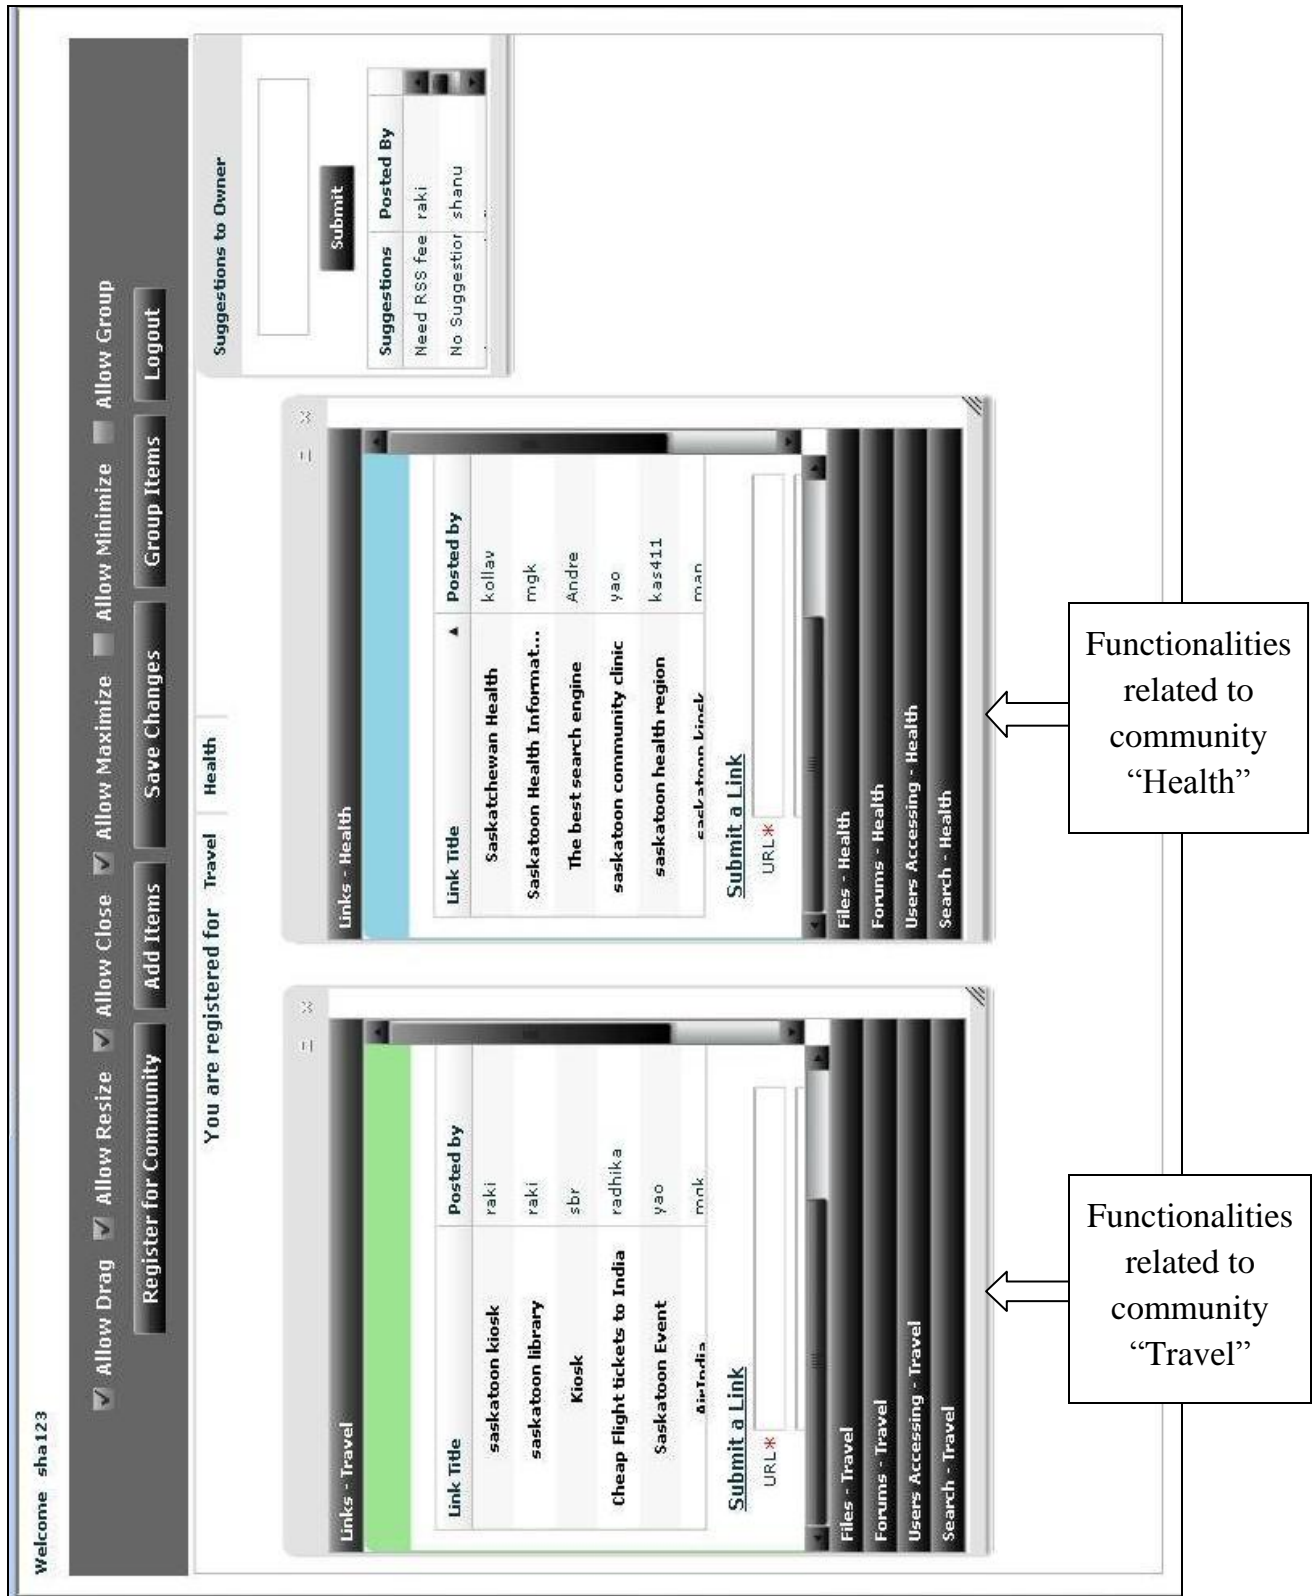 Welcome sha123
Allow Drag Allow Resize Allow Close Allow Maximize Allow Minimize Allow Group
Register for Community Add Items Save Changes Group Items Logout
You are registered for Travel Health
Links - Travel
Link Title Posted by
saskatoon kiosk raki
saskatoon library raki
Kiosk sbr
Cheap Flight tickets to India radhika
Saskatoon Event yao
AirIndia mgk
Submit a Link
URL*
Files - Travel
Forums - Travel
Users Accessing - Travel
Search - Travel
Links - Health
Link Title ▲ Posted by
Saskatchewan Health kollav
Saskatoon Health Informat... mgk
The best search engine Andre
saskatoon community clinic yao
saskatoon health region kas411
saskatoon kiosk man
Submit a Link
URL*
Files - Health
Forums - Health
Users Accessing - Health
Search - Health
Suggestions to Owner
Submit
Suggestions Posted By
Need RSS fee raki
No Suggestior shanu
Functionalities
related to
community
“Health”
Functionalities
related to
community
“Travel”